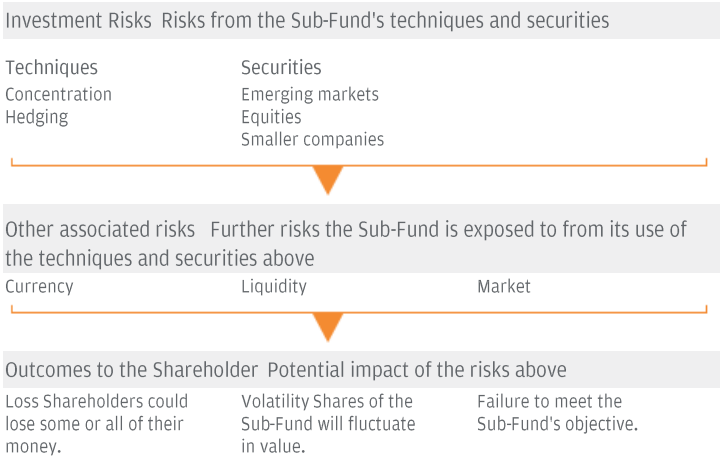 Investment Risks Risks from the Sub-Fund's techniques and securities
Techniques
Concentration
Hedging
Securities
Emerging markets
Equities
Smaller companies
Other associated risks Further risks the Sub-Fund is exposed to from its use of
the techniques and securities above
Currency
Liquidity
Market
Outcomes to the Shareholder Potential impact of the risks above
Loss Shareholders could
lose some or all of their
money.
Volatility Shares of the
Sub-Fund will fluctuate
in value.
Failure to meet the
Sub-Fund's objective.